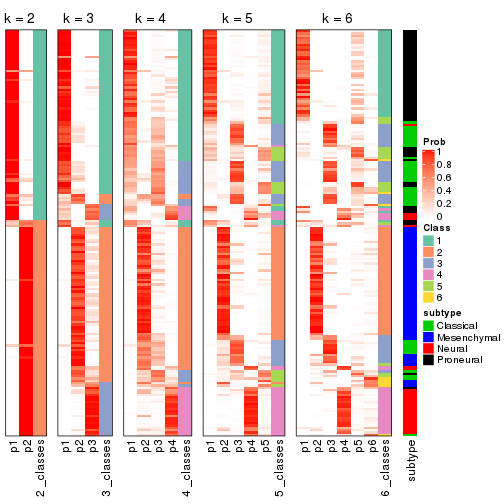 k = 2
k = 3
k = 4
k = 5
k = 6
Prob
1
0.8
0.6
0.4
0.2
0
Class
1
2
3
4
5
6
subtype
Classical
Mesenchymal
Neural
Proneural
p1
p2
2_classes
p1
p2
p3
3_classes
p1
p2
p3
p4
4_classes
p1
p2
p3
p4
p5
5_classes
p1
p2
p3
p4
p5
p6
6_classes
subtype